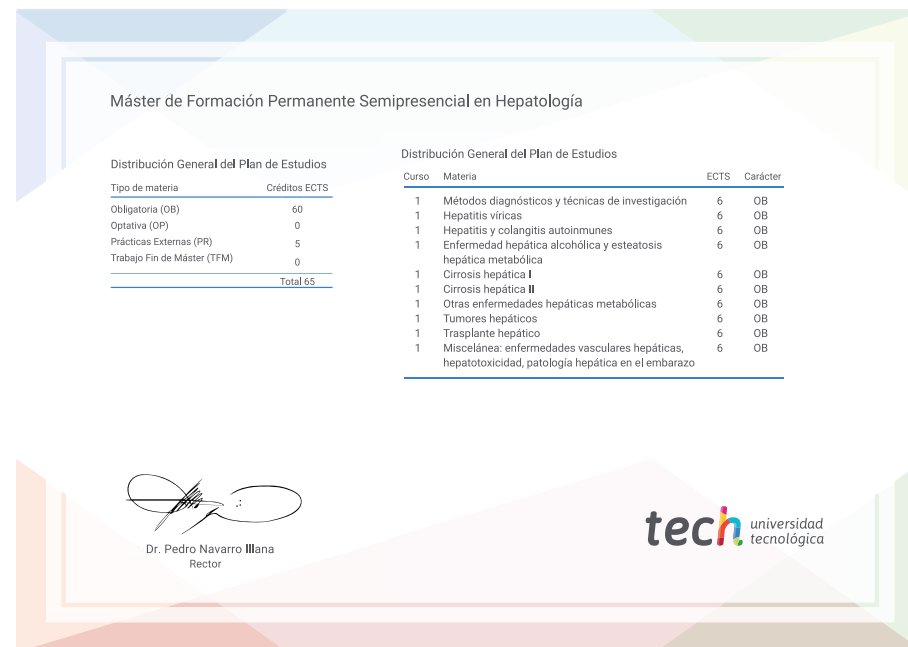 Máster de Formación Permanente Semipresencial en Hepatología
Distribución General del Plan de Estudios
Tipo de materia Créditos ECTS
Obligatoria (OB) 60
Optativa (OP) 0
Prácticas Externas (PR) 5
Trabajo Fin de Máster (TFM) 0
Total 65
Distribución General del Plan de Estudios
Curso Materia ECTS Carácter
1 Métodos diagnósticos y técnicas de investigación 6 OB
1 Hepatitis víricas 6 OB
1 Hepatitis y colangitis autoinmunes 6 OB
1 Enfermedad hepática alcohólica y esteatosis 6 OB
hepática metabólica
1 Cirrosis hepática I 6 OB
1 Cirrosis hepática II 6 OB
1 Otras enfermedades hepáticas metabólicas 6 OB
1 Tumores hepáticos 6 OB
1 Trasplante hepático 6 OB
1 Miscelánea: enfermedades vasculares hepáticas, 6 OB
hepatotoxicidad, patología hepática en el embarazo
Dr. Pedro Navarro Illana
Rector
tech universidad
tecnológica